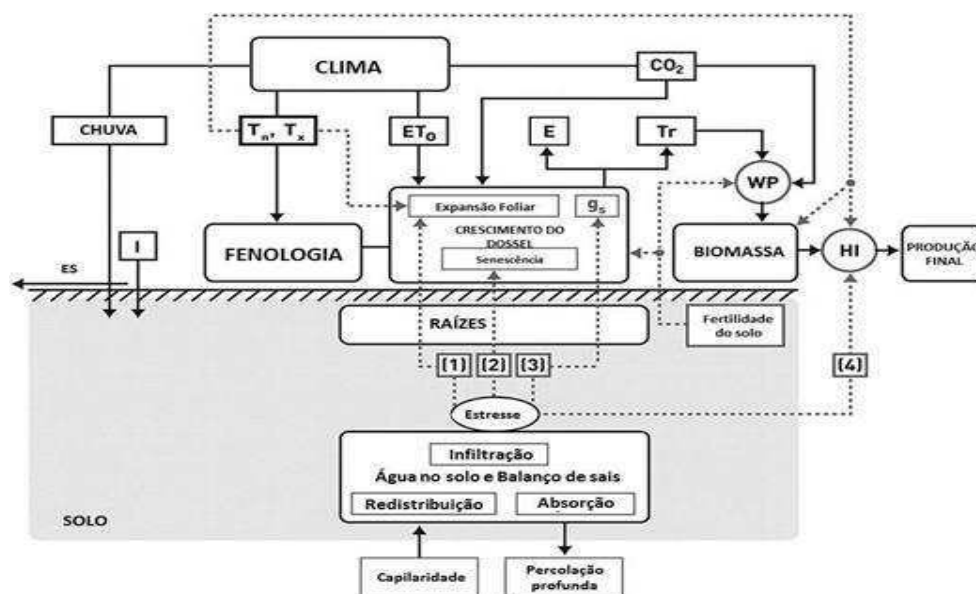 CLIMA
CO2
CHUVA
Tn, Tx
ETo
E
Tr
WP
Expansão Foliar
gs
CRESCIMENTO DO
DOSSEL
Senescência
I
FENOLOGIA
BIOMASSA
HI
PRODUÇÃO
FINAL
ES
RAÍZES
Fertilidade
do solo
(1)
(2)
(3)
(4)
Estresse
Infiltração
Água no solo e Balanço de sais
Redistribuição
Absorção
SOLO
Capilaridade
Percolação
profunda